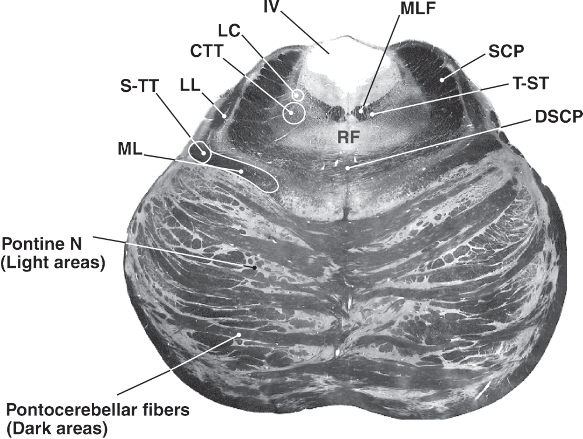 IV
MLF
LC
CTT
SCP
S-TT
LL
T-ST
DSCP
RF
ML
Pontine N
(Light areas)
Pontocerebellar fibers
(Dark areas)